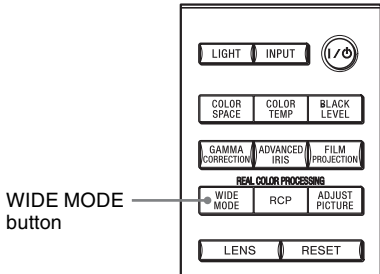 LIGHT INPUT I/⏻
COLOR SPACE COLOR TEMP BLACK LEVEL
GAMMA CORRECTION ADVANCED IRIS FILM PROJECTION
REAL COLOR PROCESSING
WIDE MODE RCP ADJUST PICTURE
WIDE MODE
button
LENS RESET